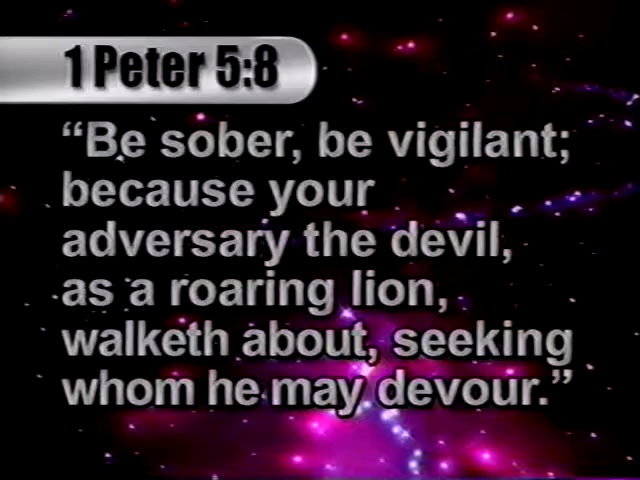 1 Peter 5:8
“Be sober, be vigilant;
because your
adversary the devil,
as a roaring lion,
walketh about, seeking
whom he may devour.”